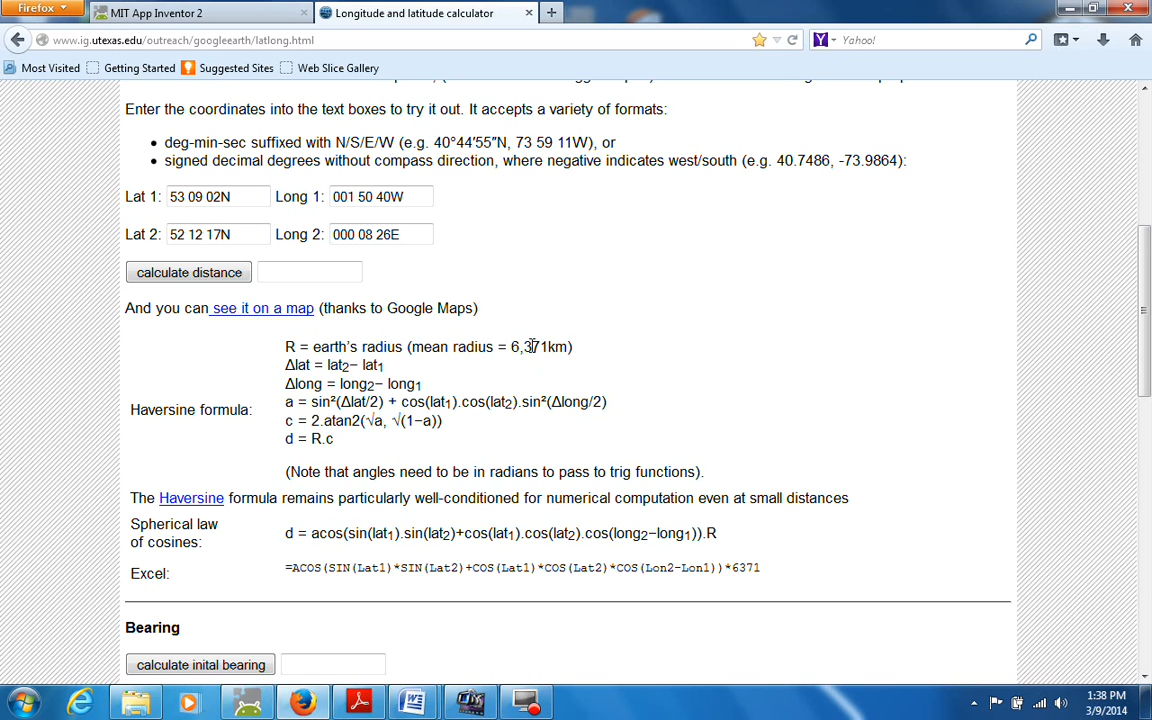 Firefox
MIT App Inventor 2
Longitude and latitude calculator
www.ig.utexas.edu/outreach/googleearth/latlong.html
Yahoo!
Most Visited Getting Started Suggested Sites Web Slice Gallery
Enter the coordinates into the text boxes to try it out. It accepts a variety of formats:
• deg-min-sec suffixed with N/S/E/W (e.g. 40°44′55″N, 73 59 11W), or
• signed decimal degrees without compass direction, where negative indicates west/south (e.g. 40.7486, -73.9864):
Lat 1: 53 09 02N Long 1: 001 50 40W
Lat 2: 52 12 17N Long 2: 000 08 26E
calculate distance
And you can see it on a map (thanks to Google Maps)
R = earth's radius (mean radius = 6,371km)
Δlat = lat₂− lat₁
Δlong = long₂− long₁
Haversine formula:
a = sin²(Δlat/2) + cos(lat₁).cos(lat₂).sin²(Δlong/2)
c = 2.atan2(√a, √(1−a))
d = R.c
(Note that angles need to be in radians to pass to trig functions).
The Haversine formula remains particularly well-conditioned for numerical computation even at small distances
Spherical law
of cosines:
d = acos(sin(lat₁).sin(lat₂)+cos(lat₁).cos(lat₂).cos(long₂−long₁)).R
Excel:
=ACOS(SIN(Lat1)*SIN(Lat2)+COS(Lat1)*COS(Lat2)*COS(Lon2-Lon1))*6371
Bearing
calculate inital bearing
1:38 PM
3/9/2014